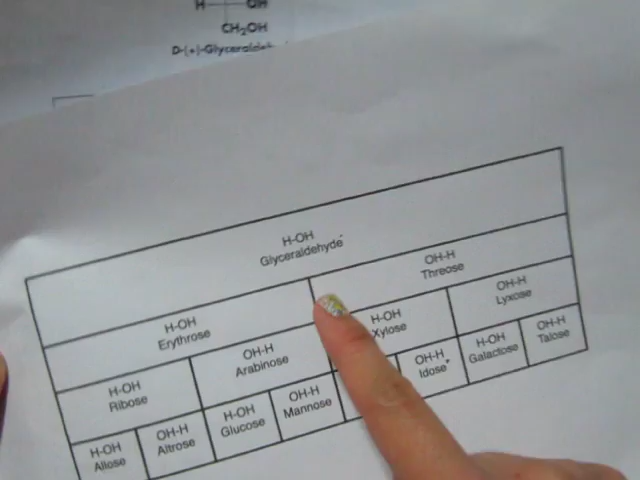 H OH
CH₂OH
D-(+)-Glyceraldeh
H-OH
Glyceraldehyde
H-OH
Erythrose
OH-H
Threose
H-OH
Ribose
OH-H
Arabinose
H-OH
Xylose
OH-H
Lyxose
H-OH
Allose
OH-H
Altrose
H-OH
Glucose
OH-H
Mannose
OH-H
Idose
H-OH
Galactose
OH-H
Talose